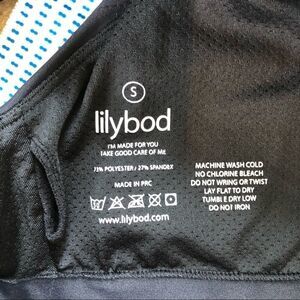 S
lilybod
I'M MADE FOR YOU
TAKE GOOD CARE OF ME
73% POLYESTER / 27% SPANDEX
MADE IN PRC
www.lilybod.com
MACHINE WASH COLD
NO CHLORINE BLEACH
DO NOT WRING OR TWIST
LAY FLAT TO DRY
TUMBLE DRY LOW
DO NOT IRON